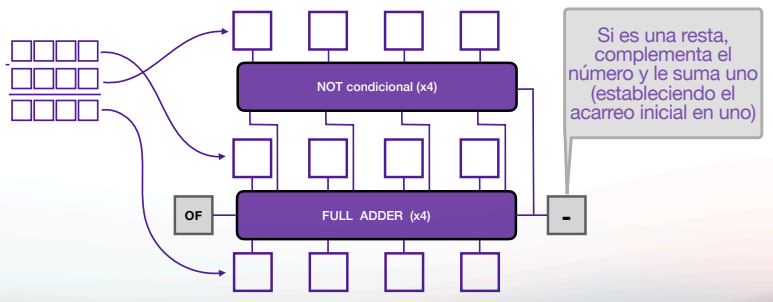 -
NOT condicional (x4)
Si es una resta,
complementa el
número y le suma uno
(estableciendo el
acarreo inicial en uno)
OF
FULL ADDER (x4)
-